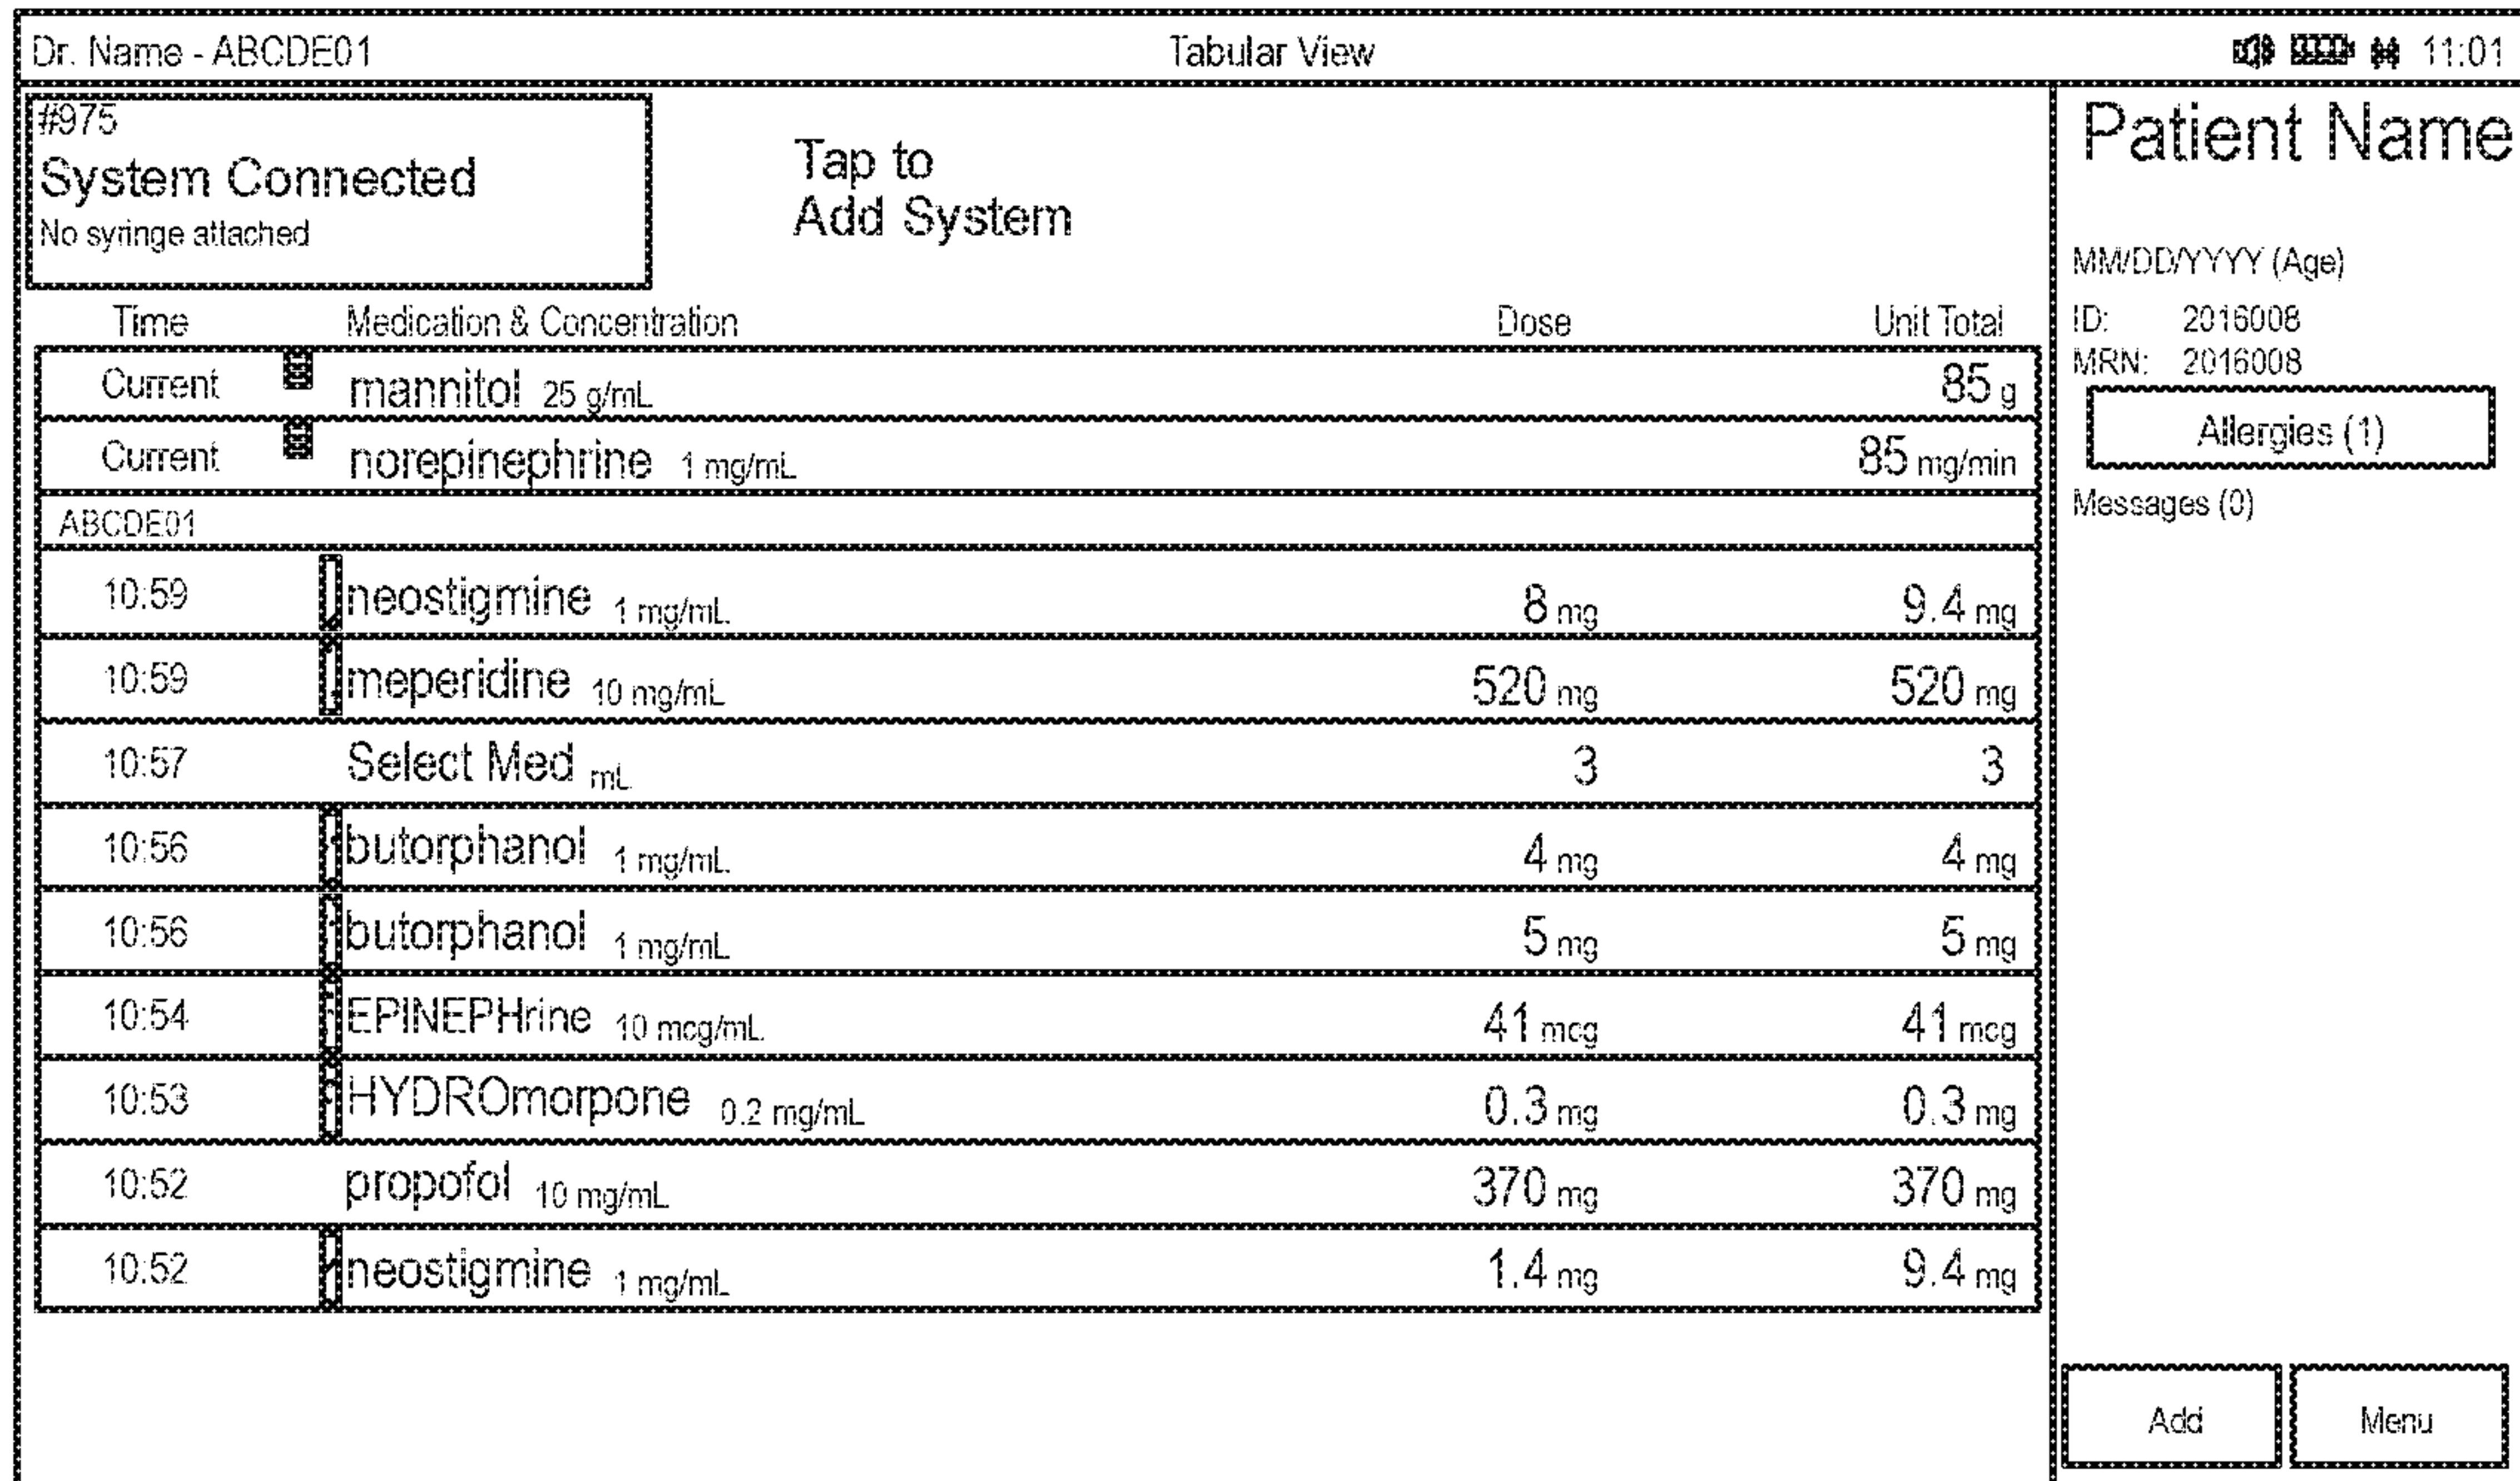 Dr. Name - ABCDE01 Tabular View 11:01
#975
System Connected
No syringe attached
Tap to
Add System
Time Medication & Concentration Dose Unit Total
Current mannitol 25 g/mL 85 g
Current norepinephrine 1 mg/mL 85 mg/min
ABCDE01
10:59 neostigmine 1 mg/mL 8 mg 9.4 mg
10:59 meperidine 10 mg/mL 520 mg 520 mg
10:57 Select Med mL 3 3
10:56 butorphanol 1 mg/mL 4 mg 4 mg
10:56 butorphanol 1 mg/mL 5 mg 5 mg
10:54 EPINEPHrine 10 mcg/mL 41 mcg 41 mcg
10:53 HYDROmorpone 0.2 mg/mL 0.3 mg 0.3 mg
10:52 propofol 10 mg/mL 370 mg 370 mg
10:52 neostigmine 1 mg/mL 1.4 mg 9.4 mg
Patient Name
MM/DD/YYYY (Age)
ID: 2016008
MRN: 2016008
Allergies (1)
Messages (0)
Add Menu